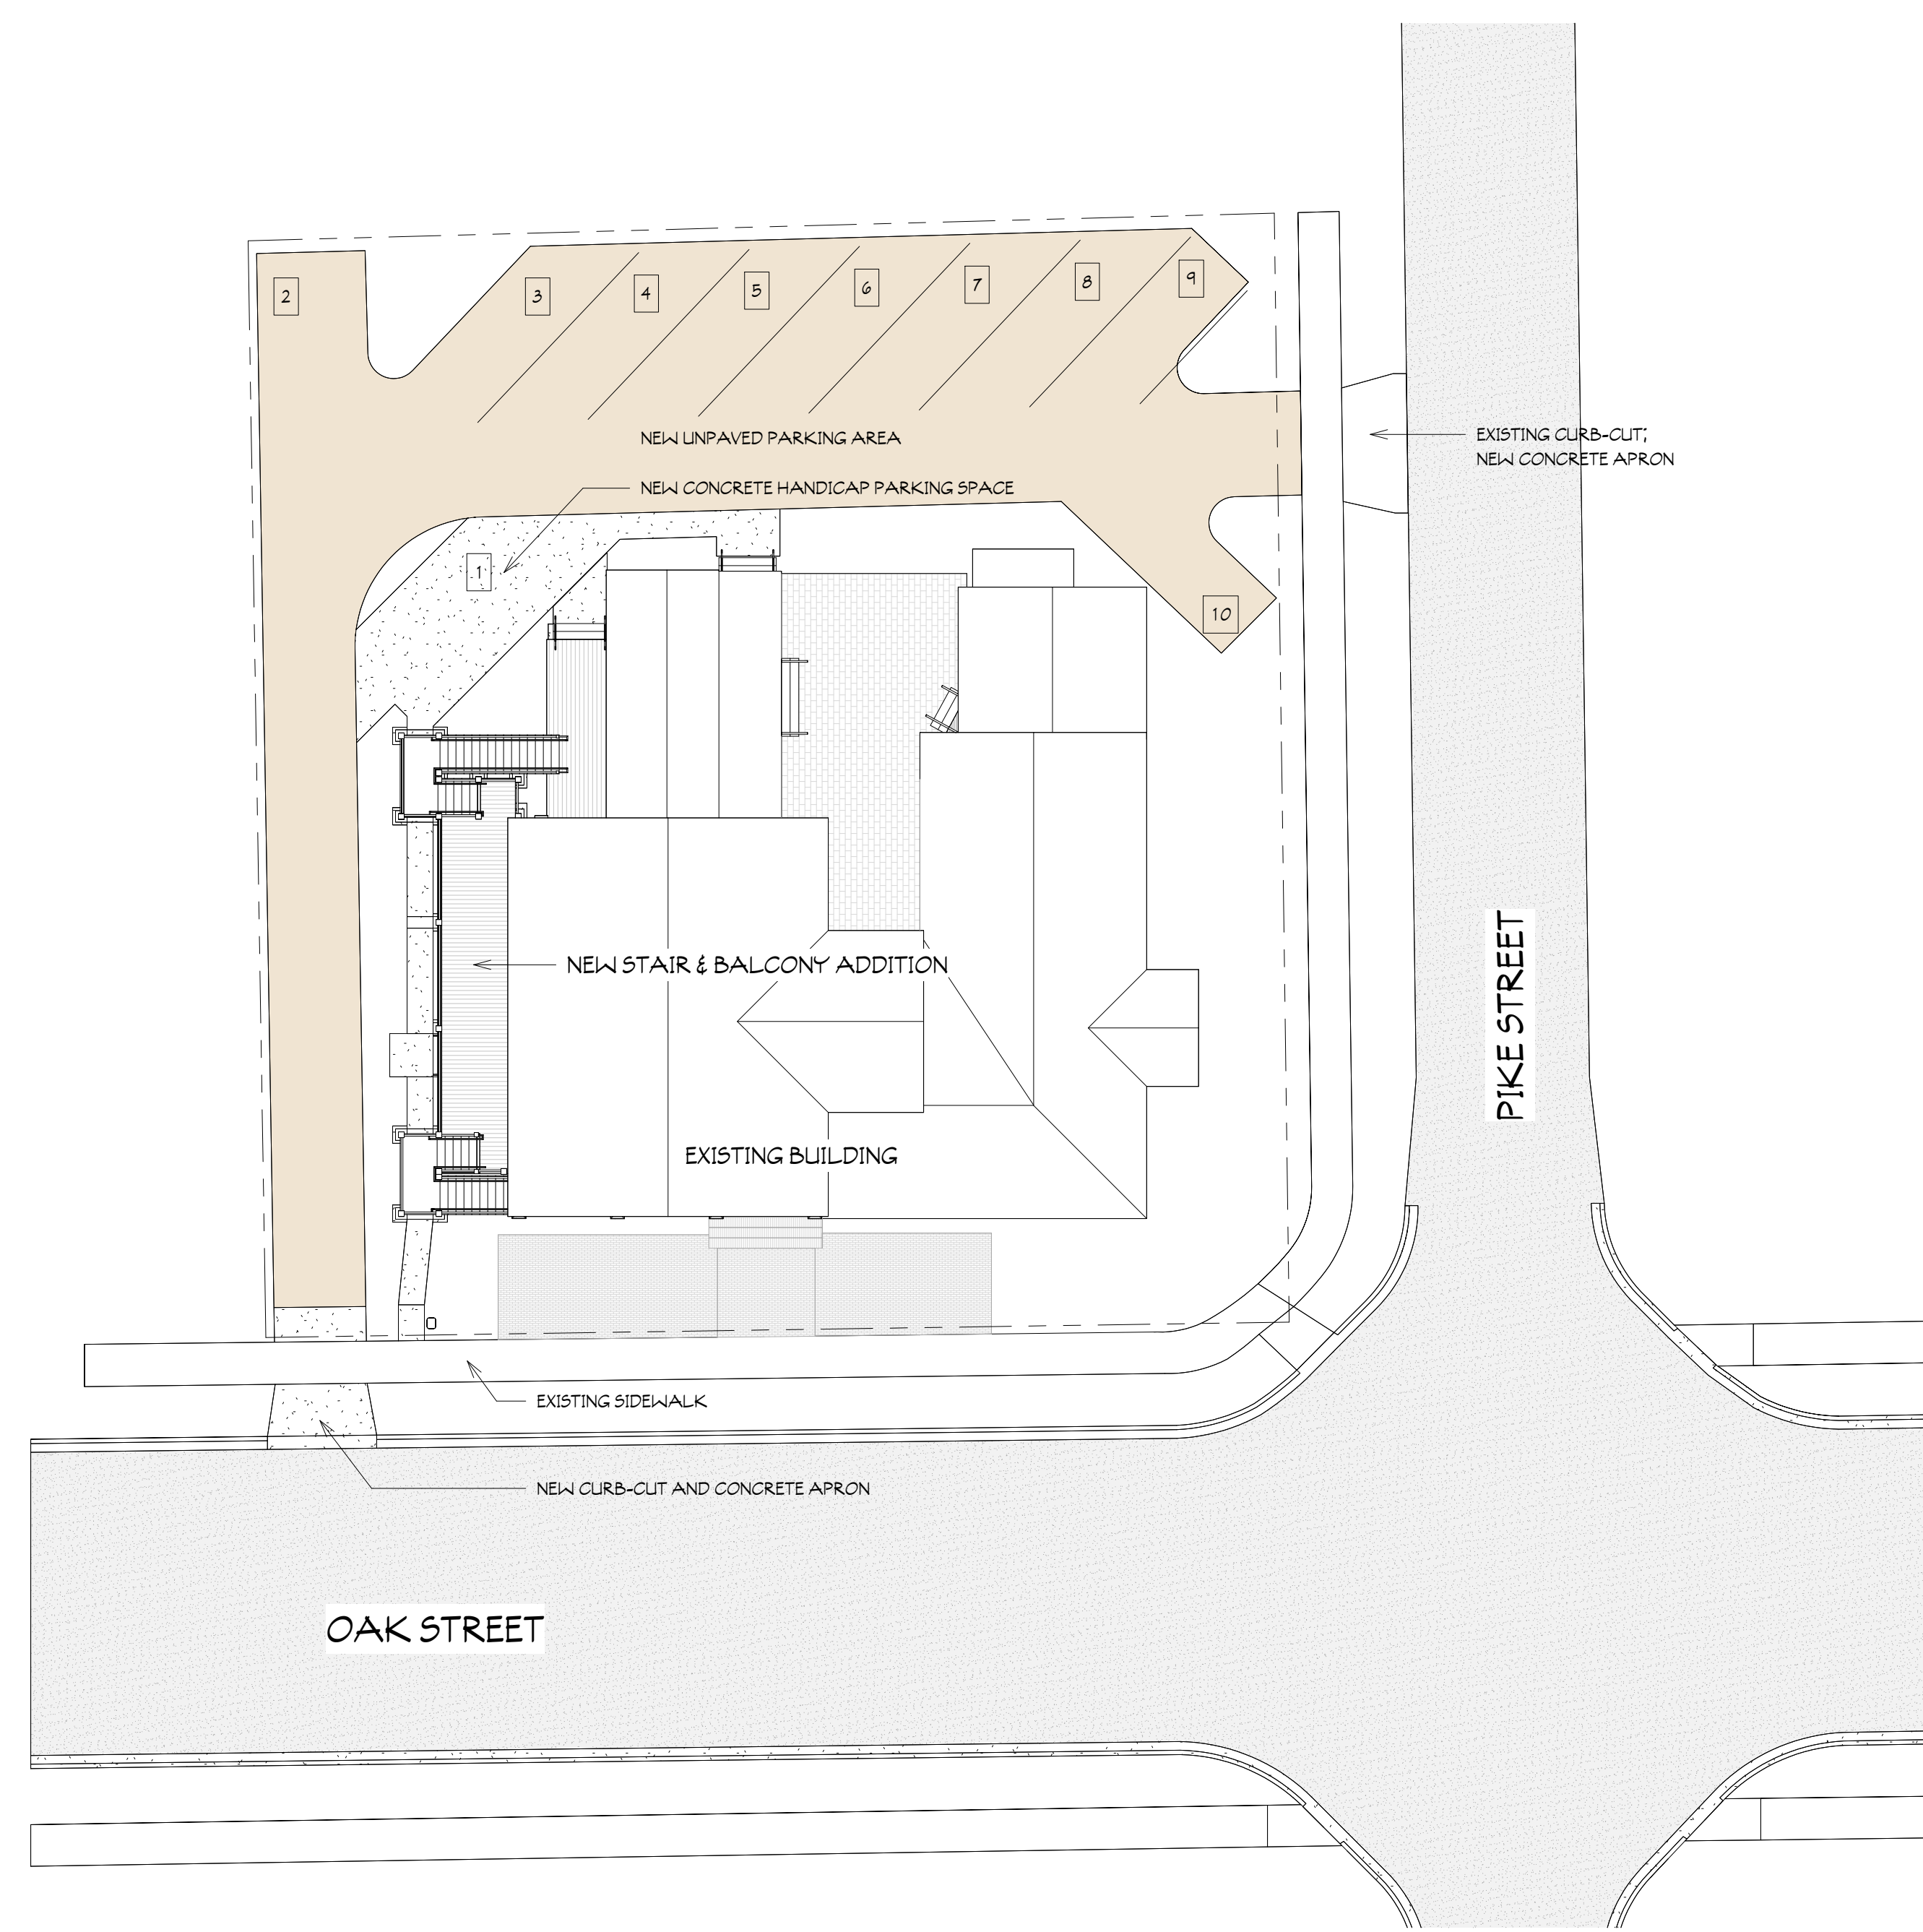 2
3
4
5
6
7
8
9
NEW UNPAVED PARKING AREA
EXISTING CURB-CUT;
NEW CONCRETE APRON
NEW CONCRETE HANDICAP PARKING SPACE
1
10
NEW STAIR & BALCONY ADDITION
PIKE STREET
EXISTING BUILDING
EXISTING SIDEWALK
NEW CURB-CUT AND CONCRETE APRON
OAK STREET